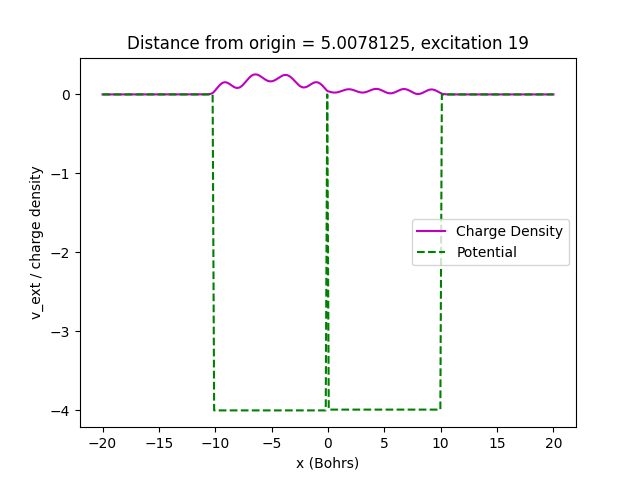 Distance from origin = 5.0078125, excitation 19
v_ext / charge density
0
−1
−2
−3
−4
Charge Density
Potential
−20
−15
−10
−5
0
5
10
15
20
x (Bohrs)